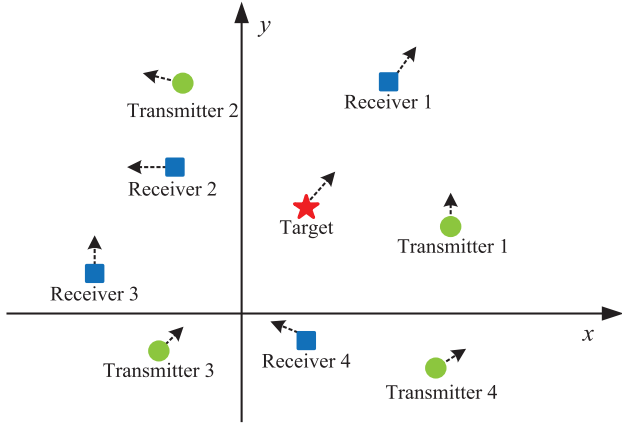 y
Receiver 1
Transmitter 2
Receiver 2
Target
Transmitter 1
Receiver 3
x
Receiver 4
Transmitter 3
Transmitter 4